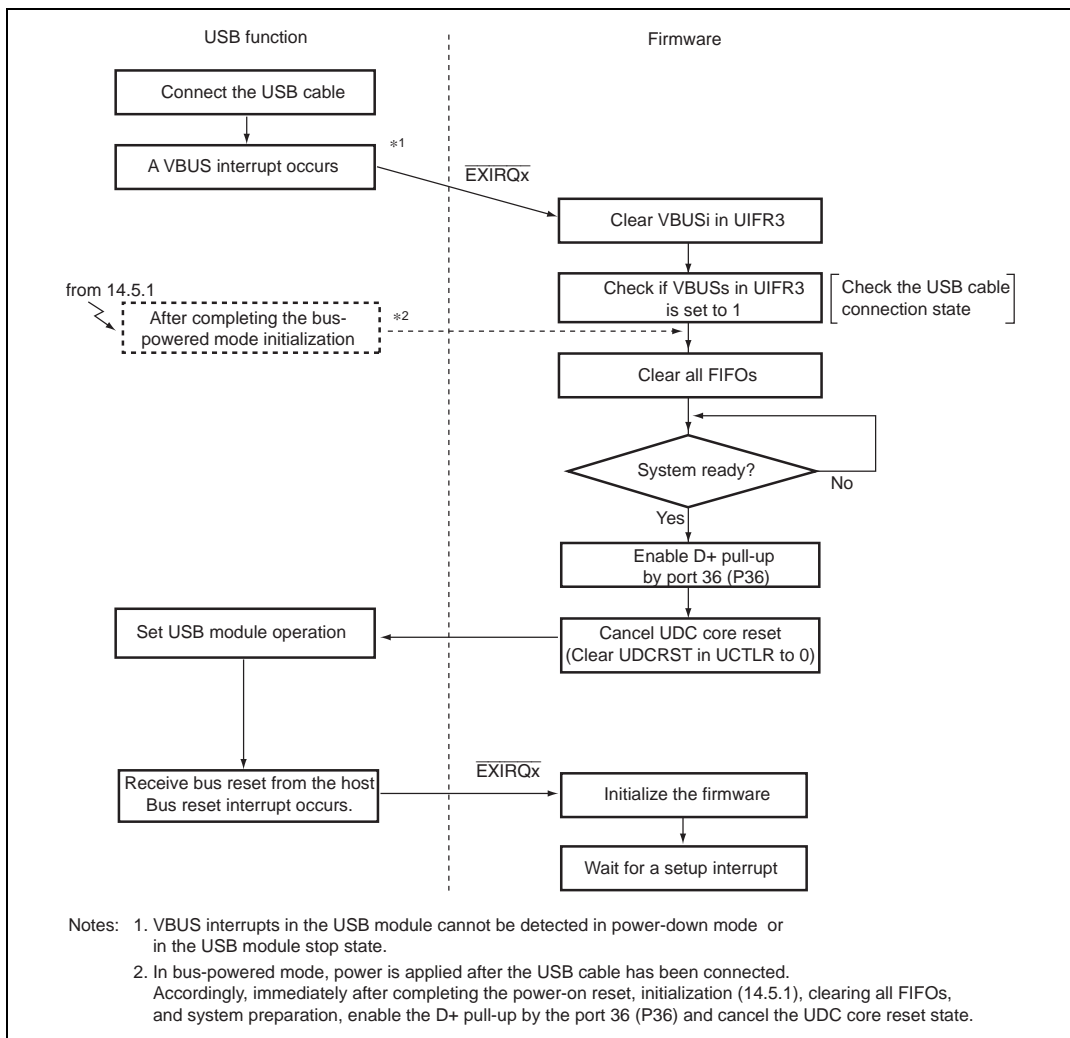 USB function
Firmware
Connect the USB cable
A VBUS interrupt occurs
*1
EXIRQx
Clear VBUSi in UIFR3
Check if VBUSs in UIFR3
is set to 1
Check the USB cable
connection state
from 14.5.1
After completing the bus-
powered mode initialization
*2
Clear all FIFOs
System ready?
No
Yes
Enable D+ pull-up
by port 36 (P36)
Set USB module operation
Cancel UDC core reset
(Clear UDCRST in UCTLR to 0)
Receive bus reset from the host
Bus reset interrupt occurs.
EXIRQx
Initialize the firmware
Wait for a setup interrupt
Notes: 1. VBUS interrupts in the USB module cannot be detected in power-down mode or
in the USB module stop state.
2. In bus-powered mode, power is applied after the USB cable has been connected.
Accordingly, immediately after completing the power-on reset, initialization (14.5.1), clearing all FIFOs,
and system preparation, enable the D+ pull-up by the port 36 (P36) and cancel the UDC core reset state.